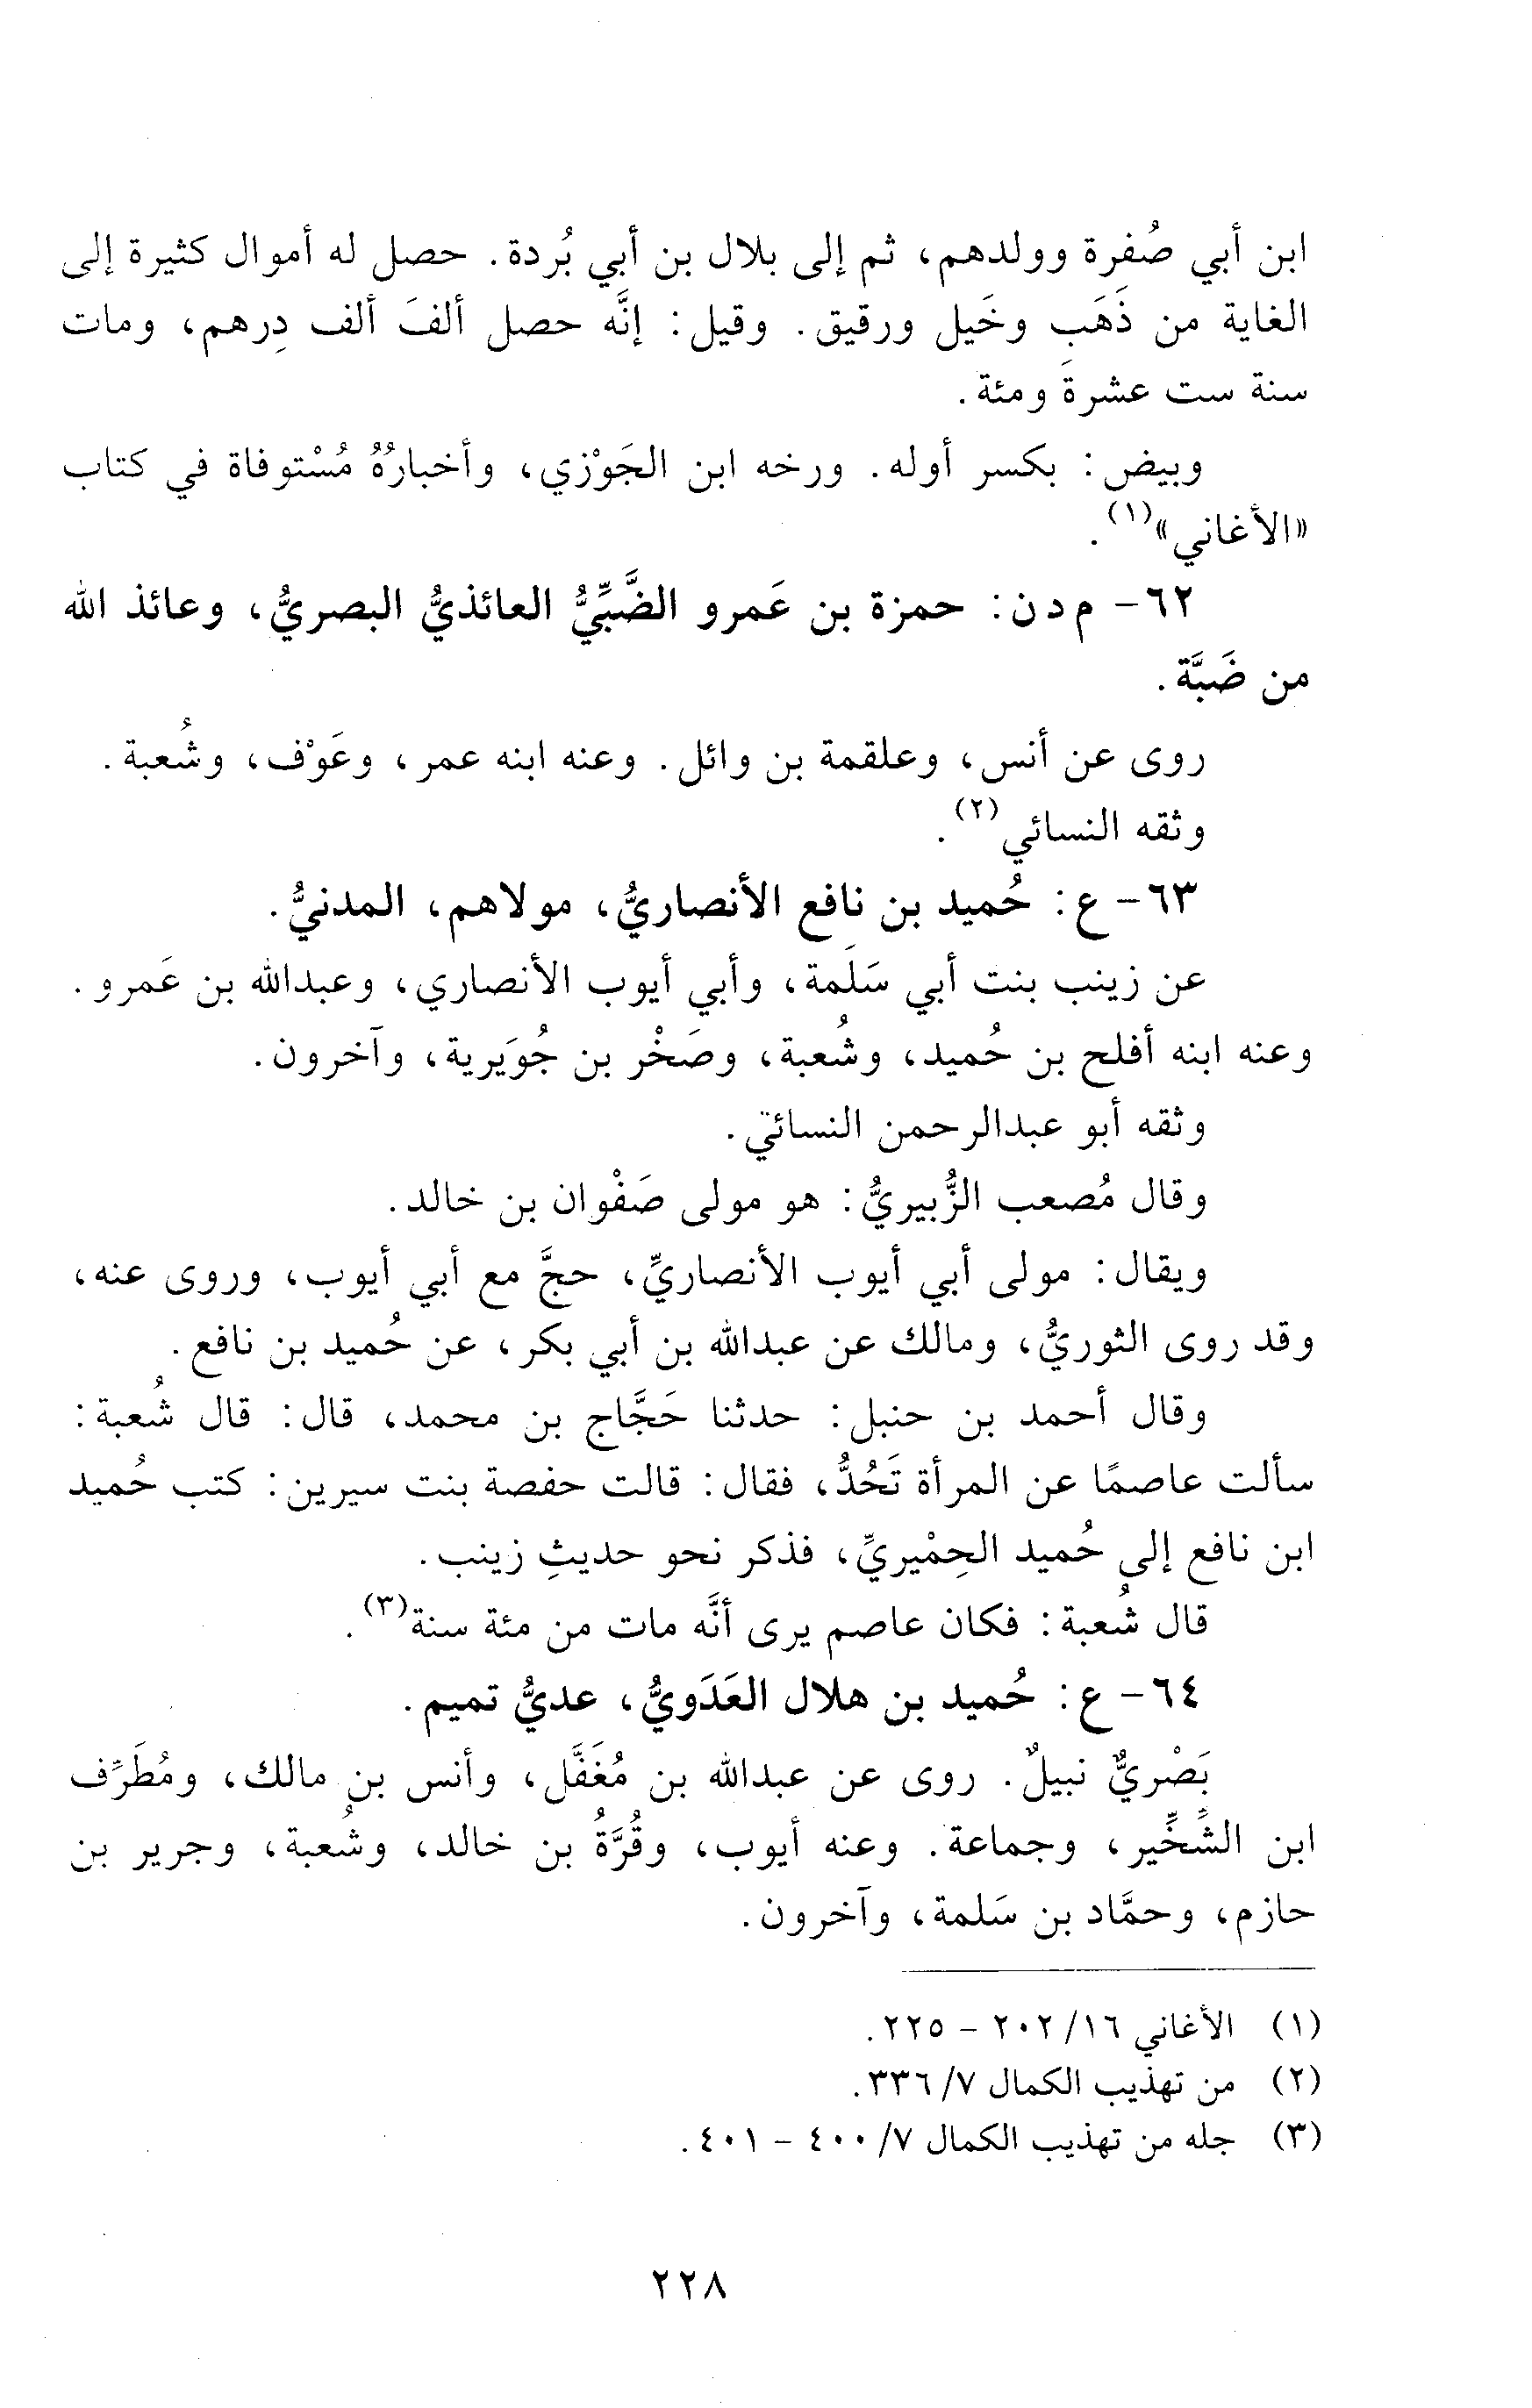 ابن أبي صُفرة وولدهم، ثم إلى بلال بن أبي بُردة. حصل له أموال كثيرة إلى
الغاية من ذَهَب وخَيل ورقيق. وقيل: إنَّه حصل ألفَ ألف دِرهم، ومات
سنة ست عشرةَ ومئة.
وبيض: بكسر أوله. ورخه ابن الجَوْزي، وأخبارُهُ مُسْتوفاة في كتاب
«الأغاني»(١).
٦٢- م د ن: حمزة بن عَمرو الضَّبِّيُّ العائذيُّ البصريُّ، وعائذ الله
من ضَبَّة.
روى عن أنس، وعلقمة بن وائل. وعنه ابنه عمر، وعَوْف، وشُعبة.
وثقه النسائي(٢).
٦٣- ع: حُميد بن نافع الأنصاريُّ، مولاهم، المدنيُّ.
عن زينب بنت أبي سَلَمة، وأبي أيوب الأنصاري، وعبدالله بن عَمرو.
وعنه ابنه أفلح بن حُميد، وشُعبة، وصَخْر بن جُوَيرية، وآخرون.
وثقه أبو عبدالرحمن النسائي.
وقال مُصعب الزُّبيريُّ: هو مولى صَفْوان بن خالد.
ويقال: مولى أبي أيوب الأنصاريِّ، حجَّ مع أبي أيوب، وروى عنه،
وقد روى الثوريُّ، ومالك عن عبدالله بن أبي بكر، عن حُميد بن نافع.
وقال أحمد بن حنبل: حدثنا حَجَّاج بن محمد، قال: قال شُعبة:
سألت عاصمًا عن المرأة تَحُدُّ، فقال: قالت حفصة بنت سيرين: كتب حُميد
ابن نافع إلى حُميد الحِمْيريِّ، فذكر نحو حديثِ زينب.
قال شُعبة: فكان عاصم يرى أنَّه مات من مئة سنة(٣).
٦٤- ع: حُميد بن هلال العَدَويُّ، عديُّ تميم.
بَصْريٌّ نبيلٌ. روى عن عبدالله بن مُغَفَّل، وأنس بن مالك، ومُطَرِّف
ابن الشِّخِّير، وجماعة. وعنه أيوب، وقُرَّةُ بن خالد، وشُعبة، وجرير بن
حازم، وحمَّاد بن سَلمة، وآخرون.
(١) الأغاني ١٦/ ٢٠٢ - ٢٢٥.
(٢) من تهذيب الكمال ٧/ ٣٣٦.
(٣) جله من تهذيب الكمال ٧/ ٤٠٠ - ٤٠١.
٢٢٨